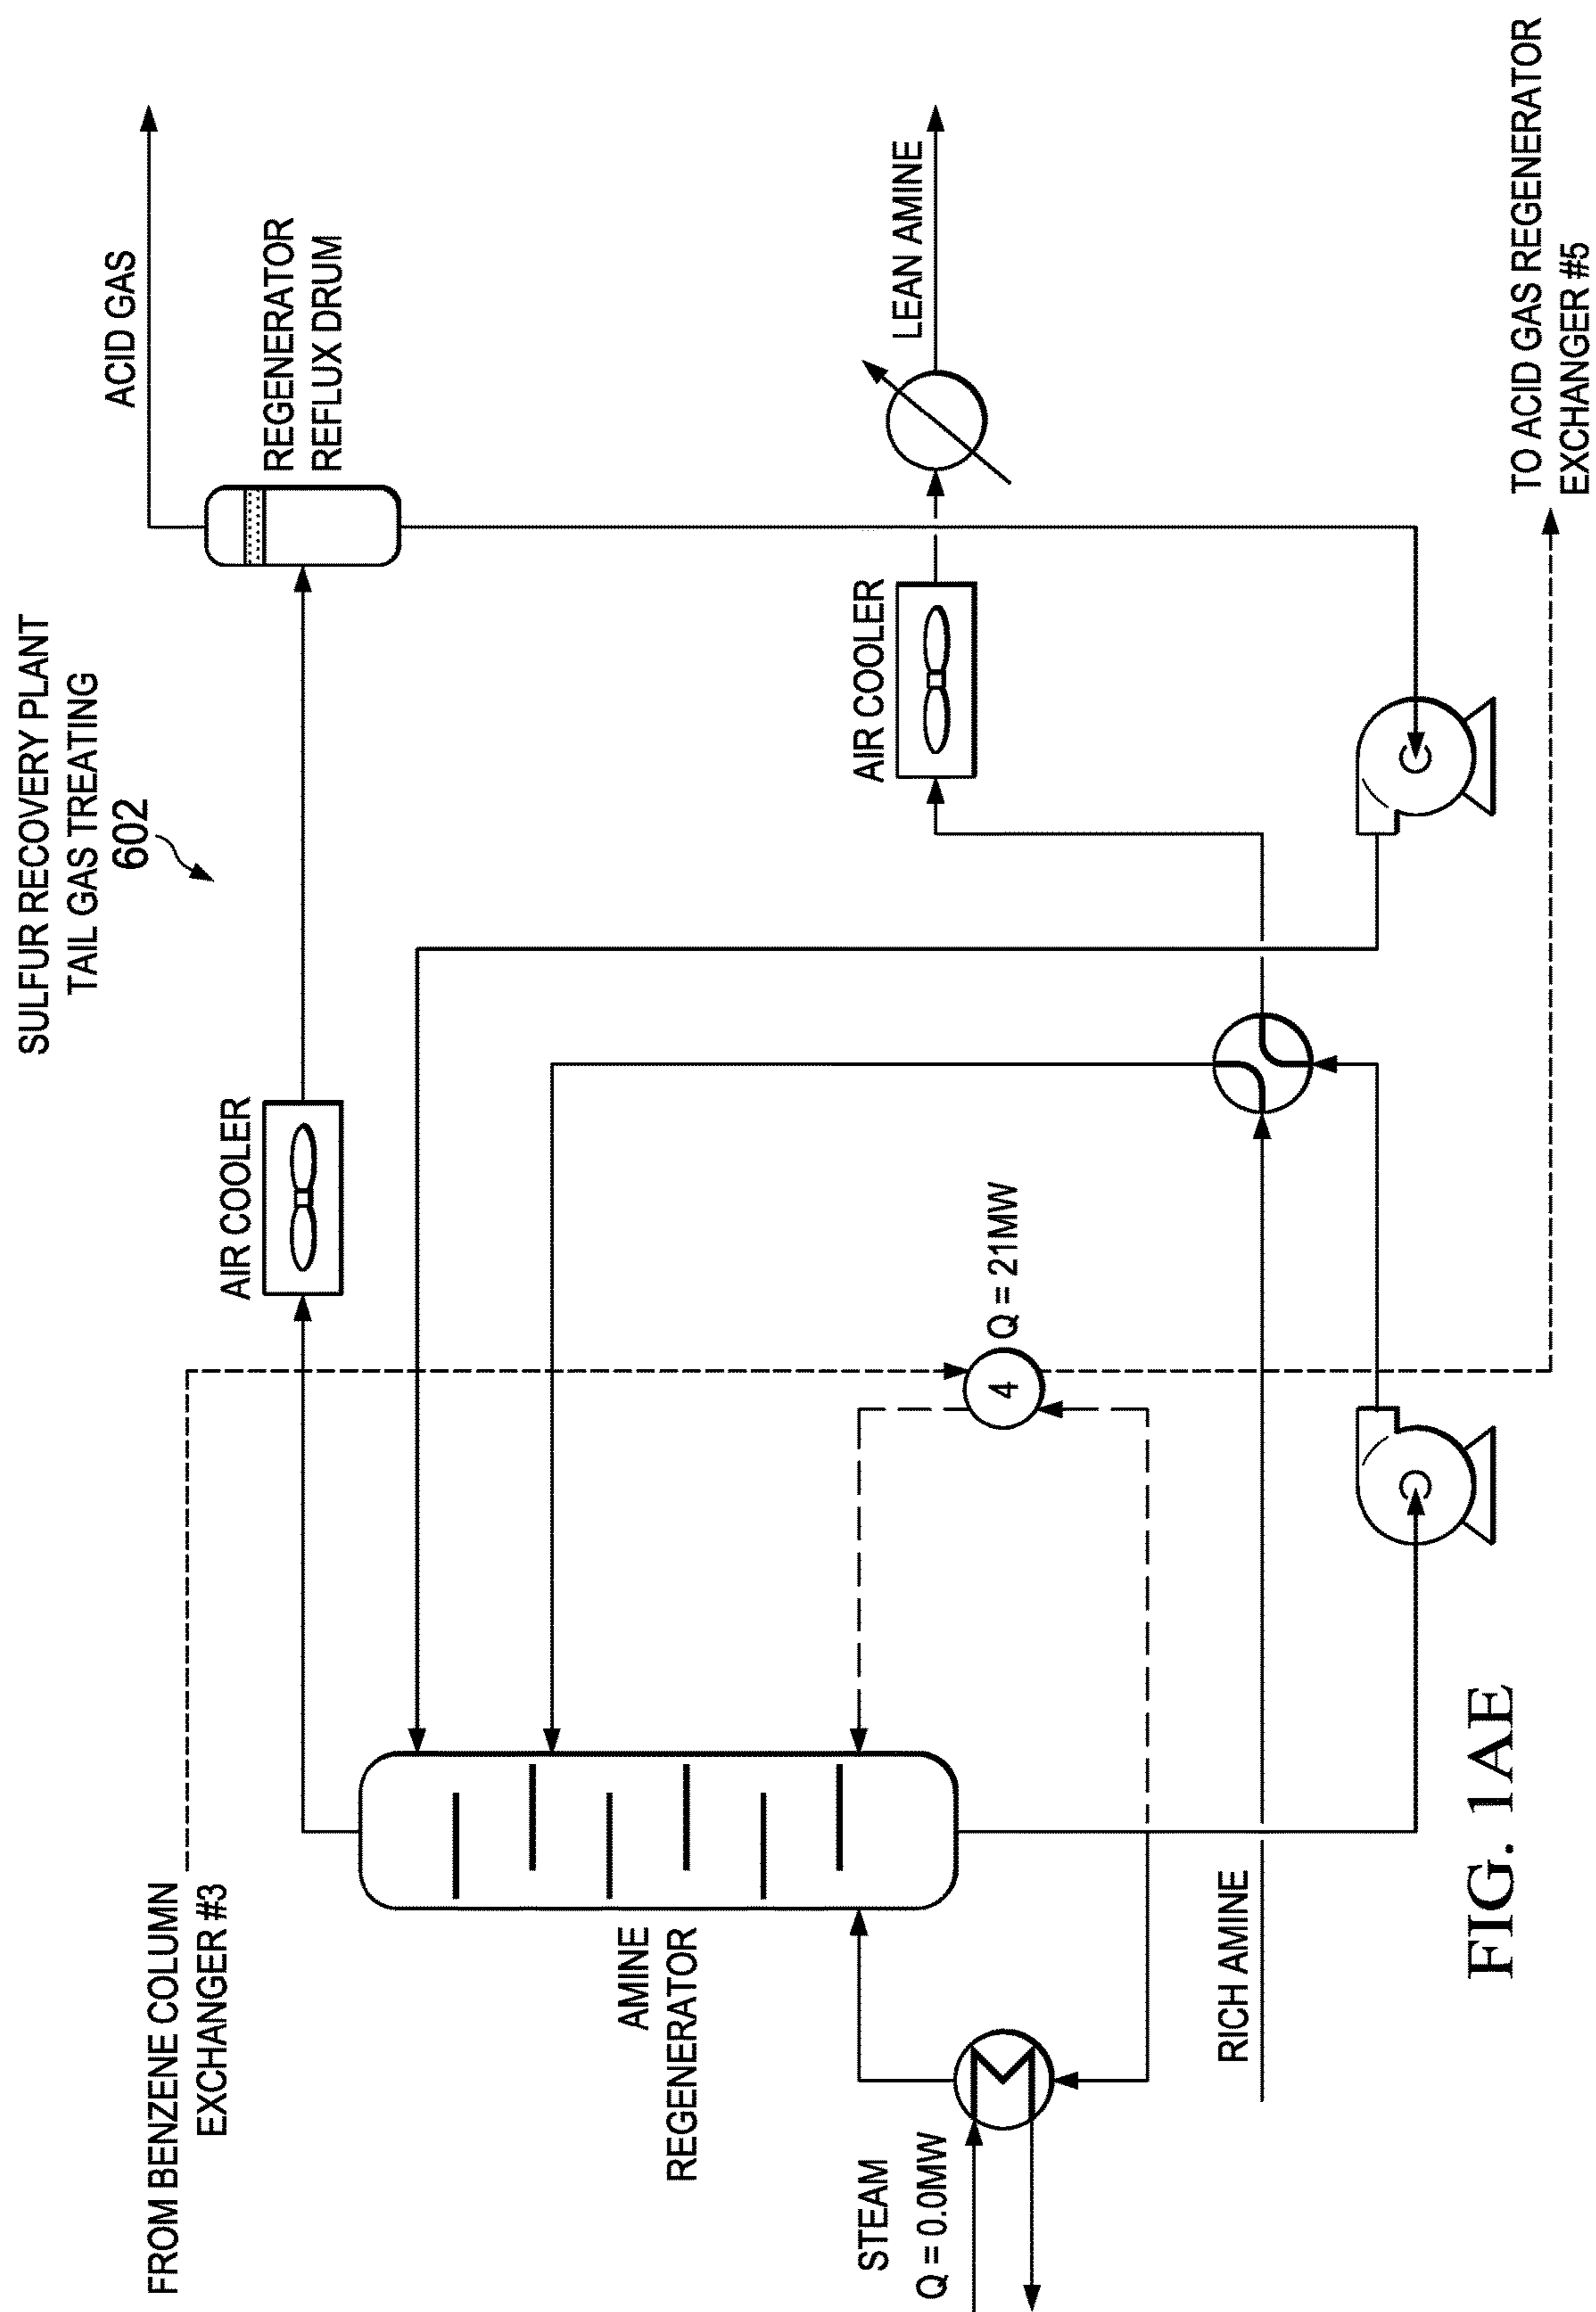 SULFUR RECOVERY PLANT
TAIL GAS TREATING
602
FROM BENZENE COLUMN
EXCHANGER #3
AIR COOLER
ACID GAS
REGENERATOR
REFLUX DRUM
AMINE
REGENERATOR
AIR COOLER
LEAN AMINE
STEAM
Q = 0.0MW
4
Q = 21MW
RICH AMINE
TO ACID GAS REGENERATOR
EXCHANGER #5
FIG. 1AE